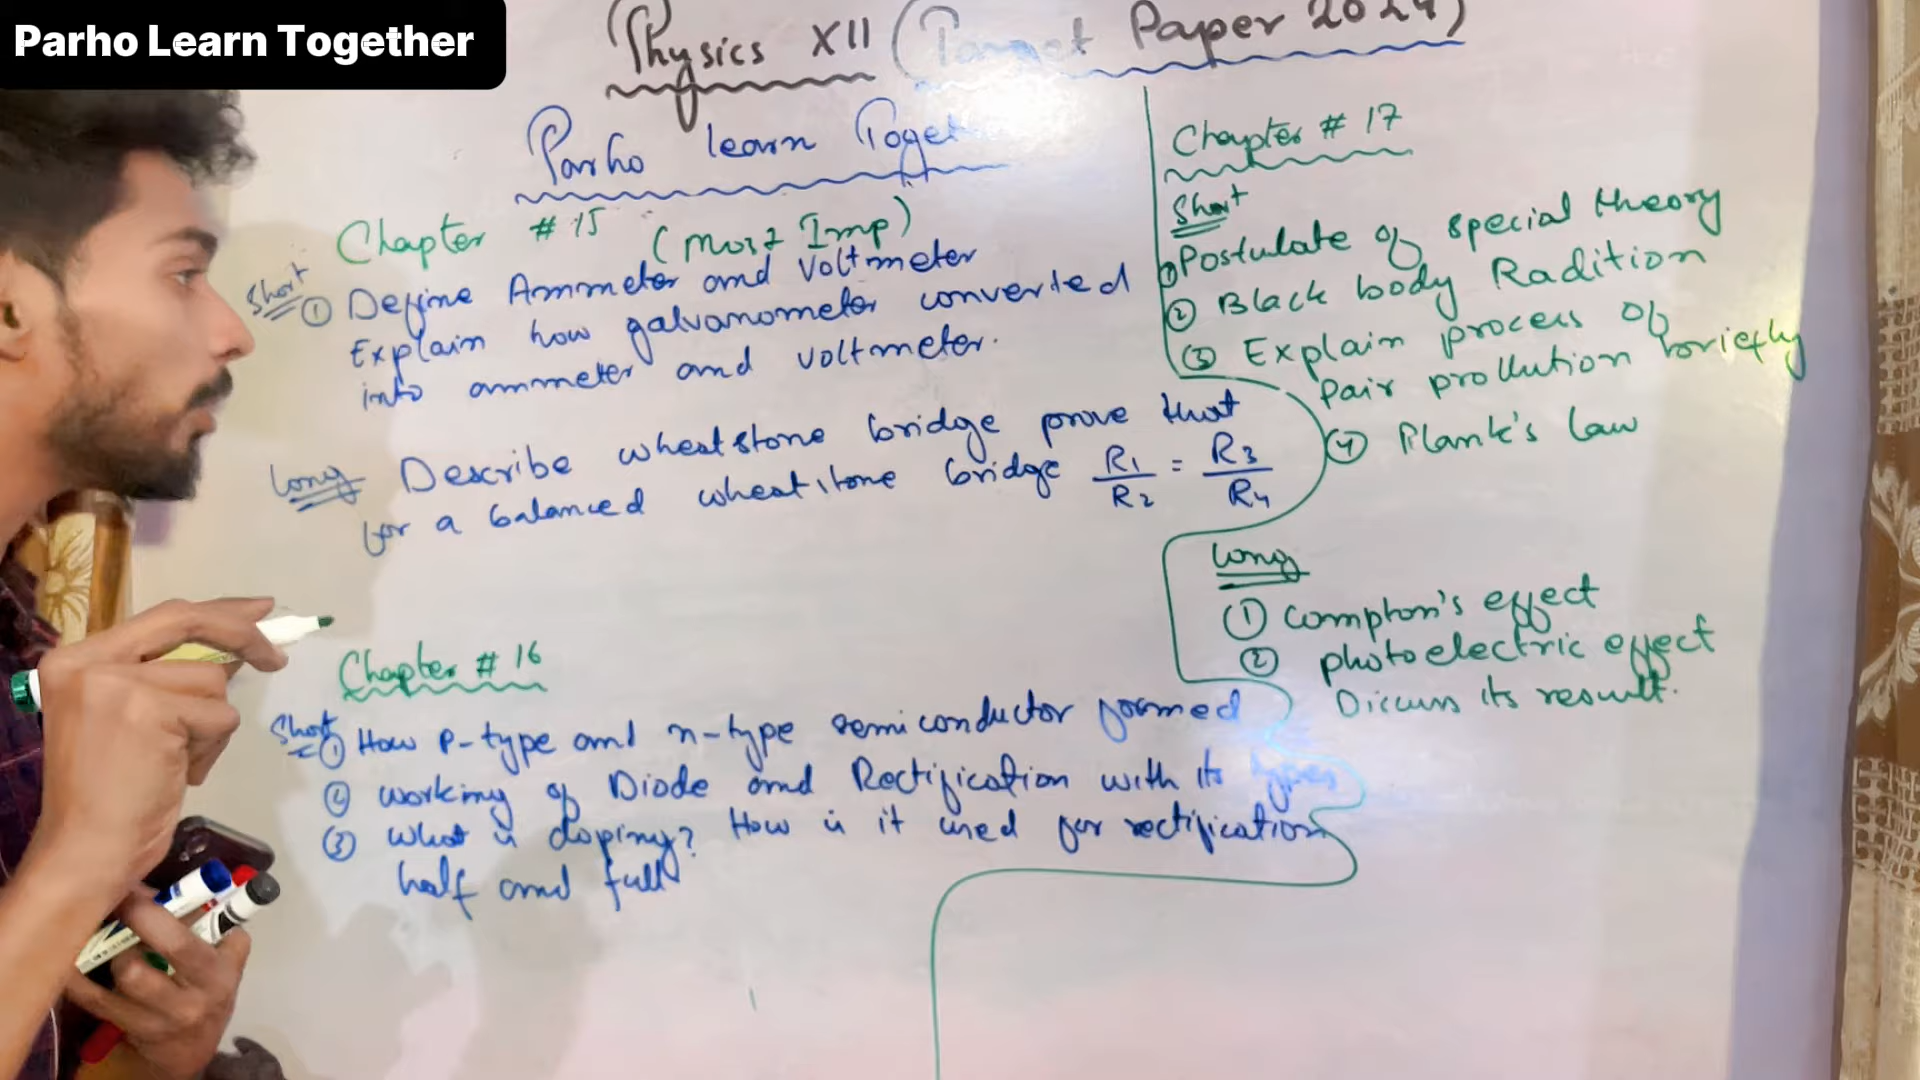 Parho Learn Together
Physics XII (Target Paper 2024)
Parho learn Toget
Chapter # 15 (Most Imp)
Short
① Define Ammeter and Voltmeter
Explain how galvanometer converted
into ammeter and voltmeter.
Long Describe wheatstone bridge prove that
for a balanced wheatstone bridge R1/R2 = R3/R4
Chapter # 16
Short
① How P-type and n-type semiconductor formed
② working of Diode and Rectification with its types
③ what is doping? How is it used for rectification
half and full
Chapter # 17
Short
① Postulate of special theory
② Black body Radition
③ Explain process of
Pair prollution briefly
④ Plank's law
Long
① Compton's effect
② photoelectric effect
Discuss its result.